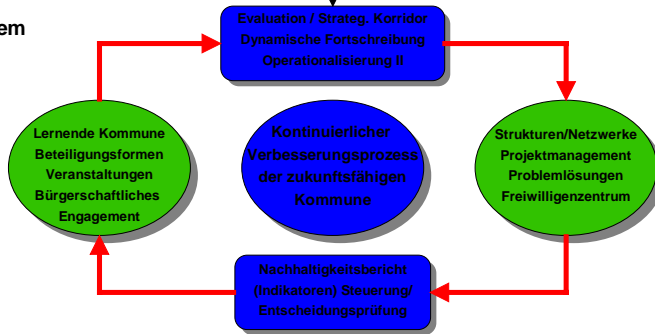 em
Evaluation / Strateg. Korridor
Dynamische Fortschreibung
Operationalisierung II
Lernende Kommune
Beteiligungsformen
Veranstaltungen
Bürgerschaftliches
Engagement
Kontinuierlicher
Verbesserungsprozess
der zukunftsfähigen
Kommune
Strukturen/Netzwerke
Projektmanagement
Problemlösungen
Freiwilligenzentrum
Nachhaltigkeitsbericht
(Indikatoren) Steuerung/
Entscheidungsprüfung